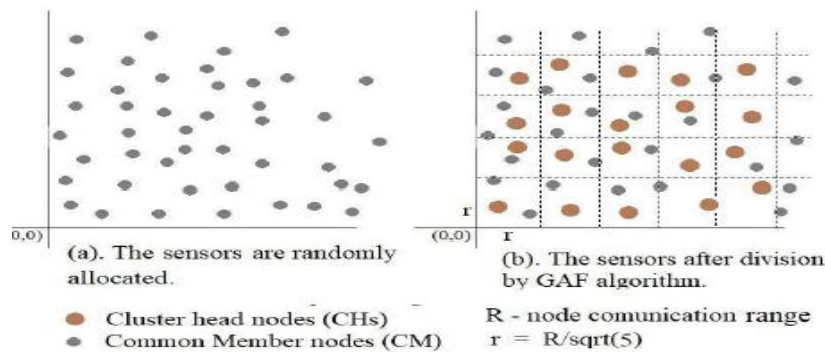 r
0,0)
(0,0)
r
(a). The sensors are randomly
allocated.
(b). The sensors after division
by GAF algorithm.
Cluster head nodes (CHs)
Common Member nodes (CM)
R - node comunication range
r = R/sqrt(5)